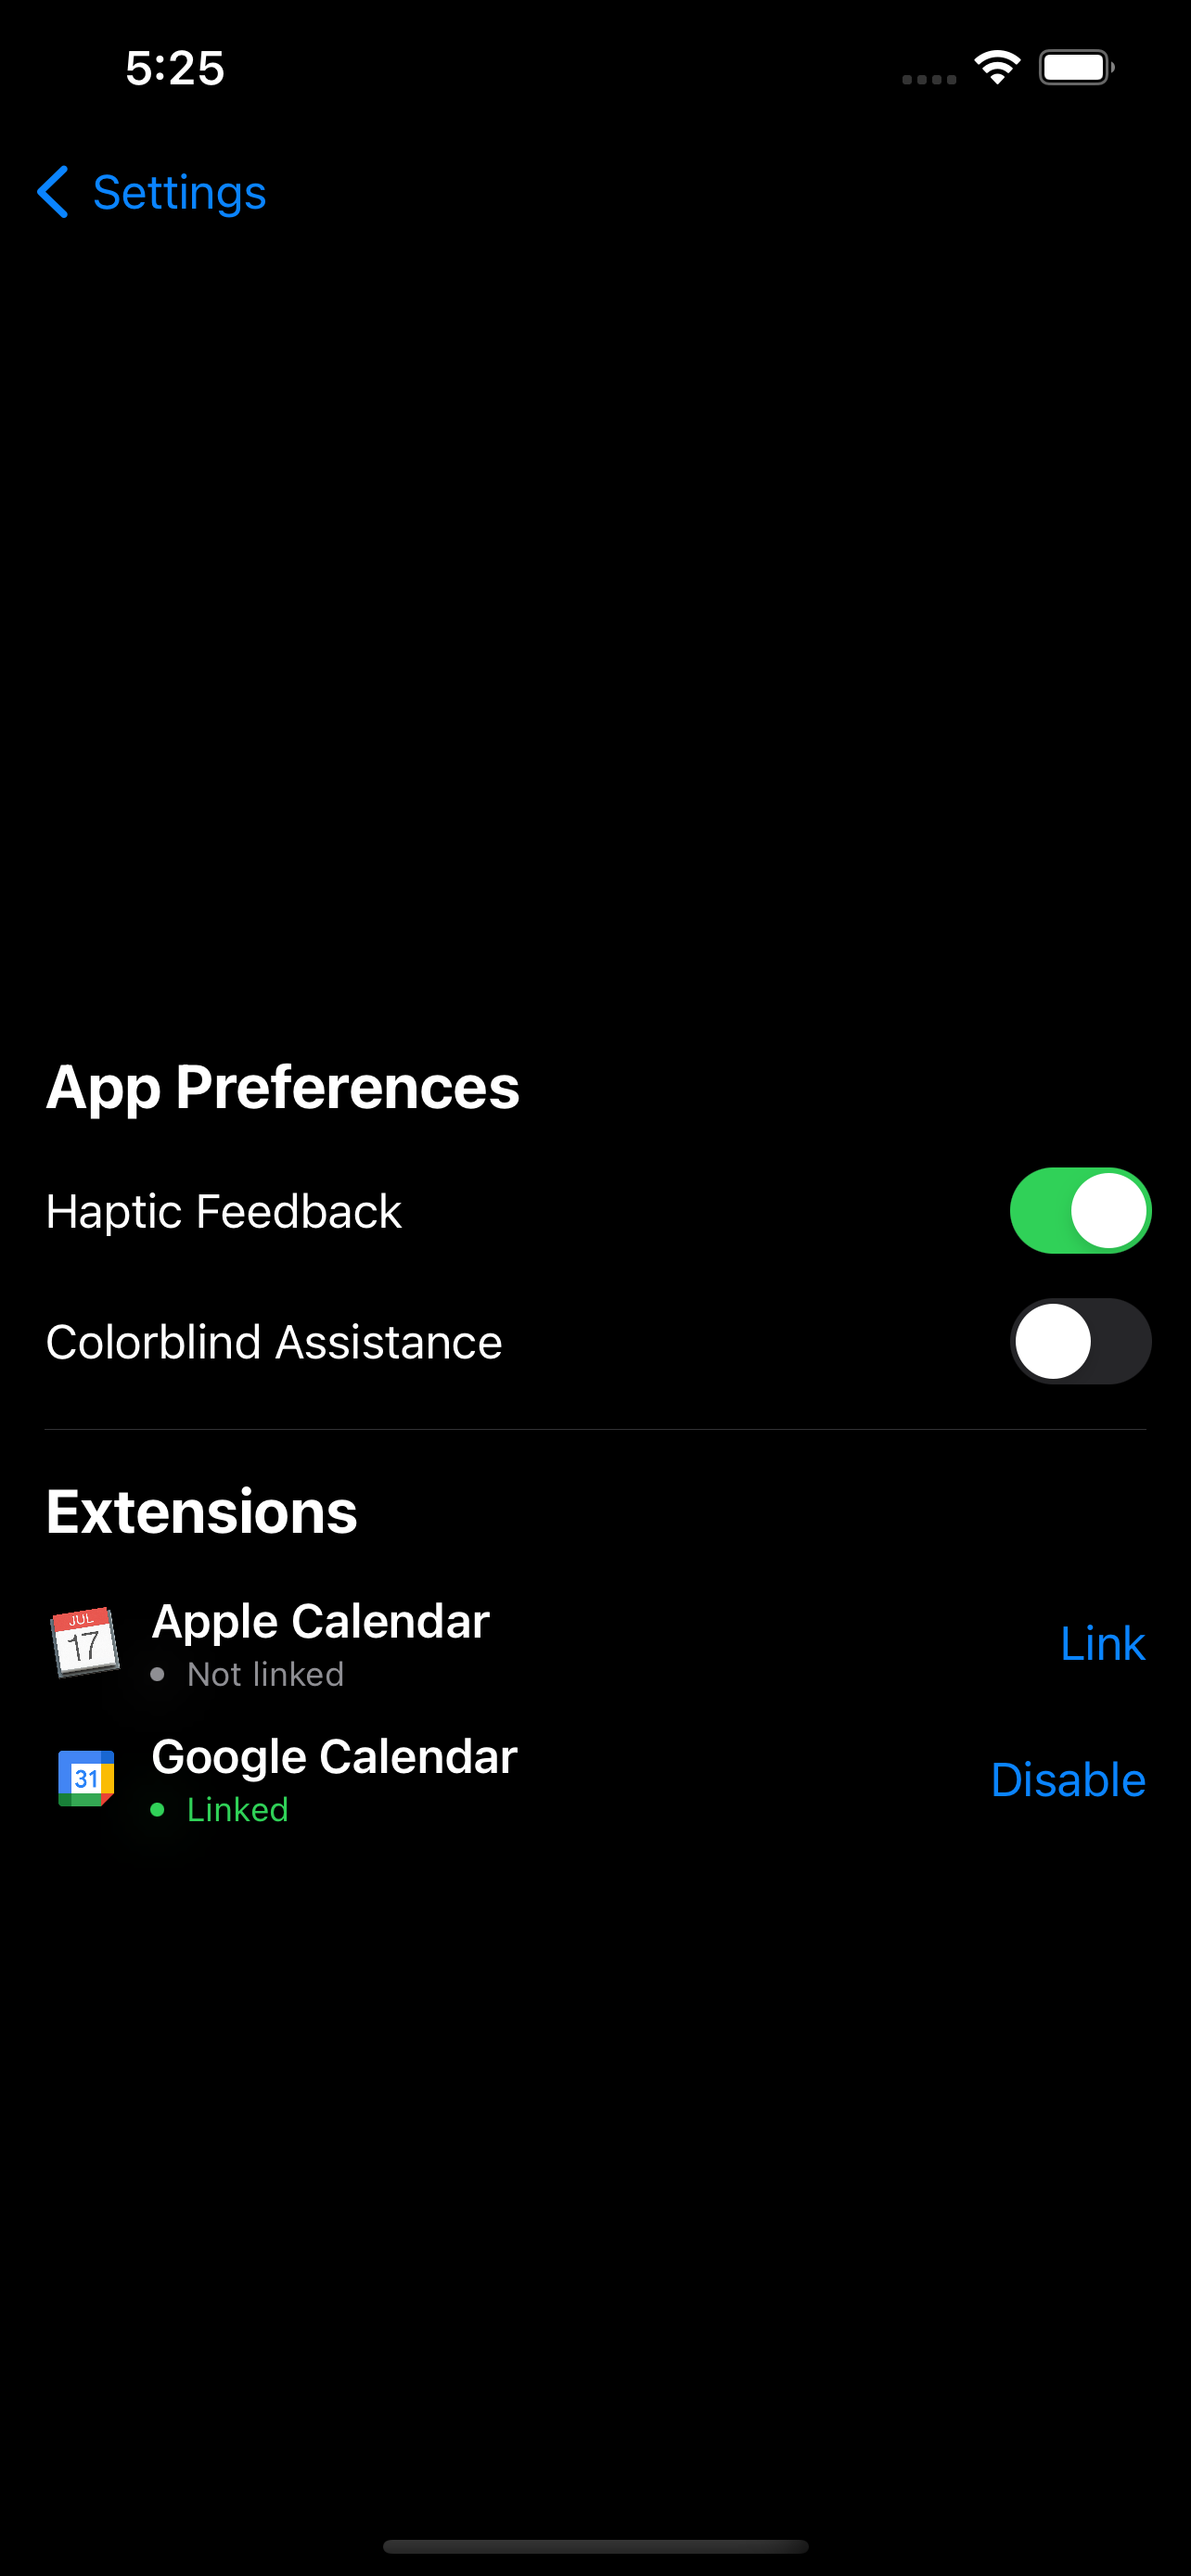 5:25
Settings
App Preferences
Haptic Feedback
Colorblind Assistance
Extensions
JUL
17
Apple Calendar
Not linked
Link
31
Google Calendar
Linked
Disable